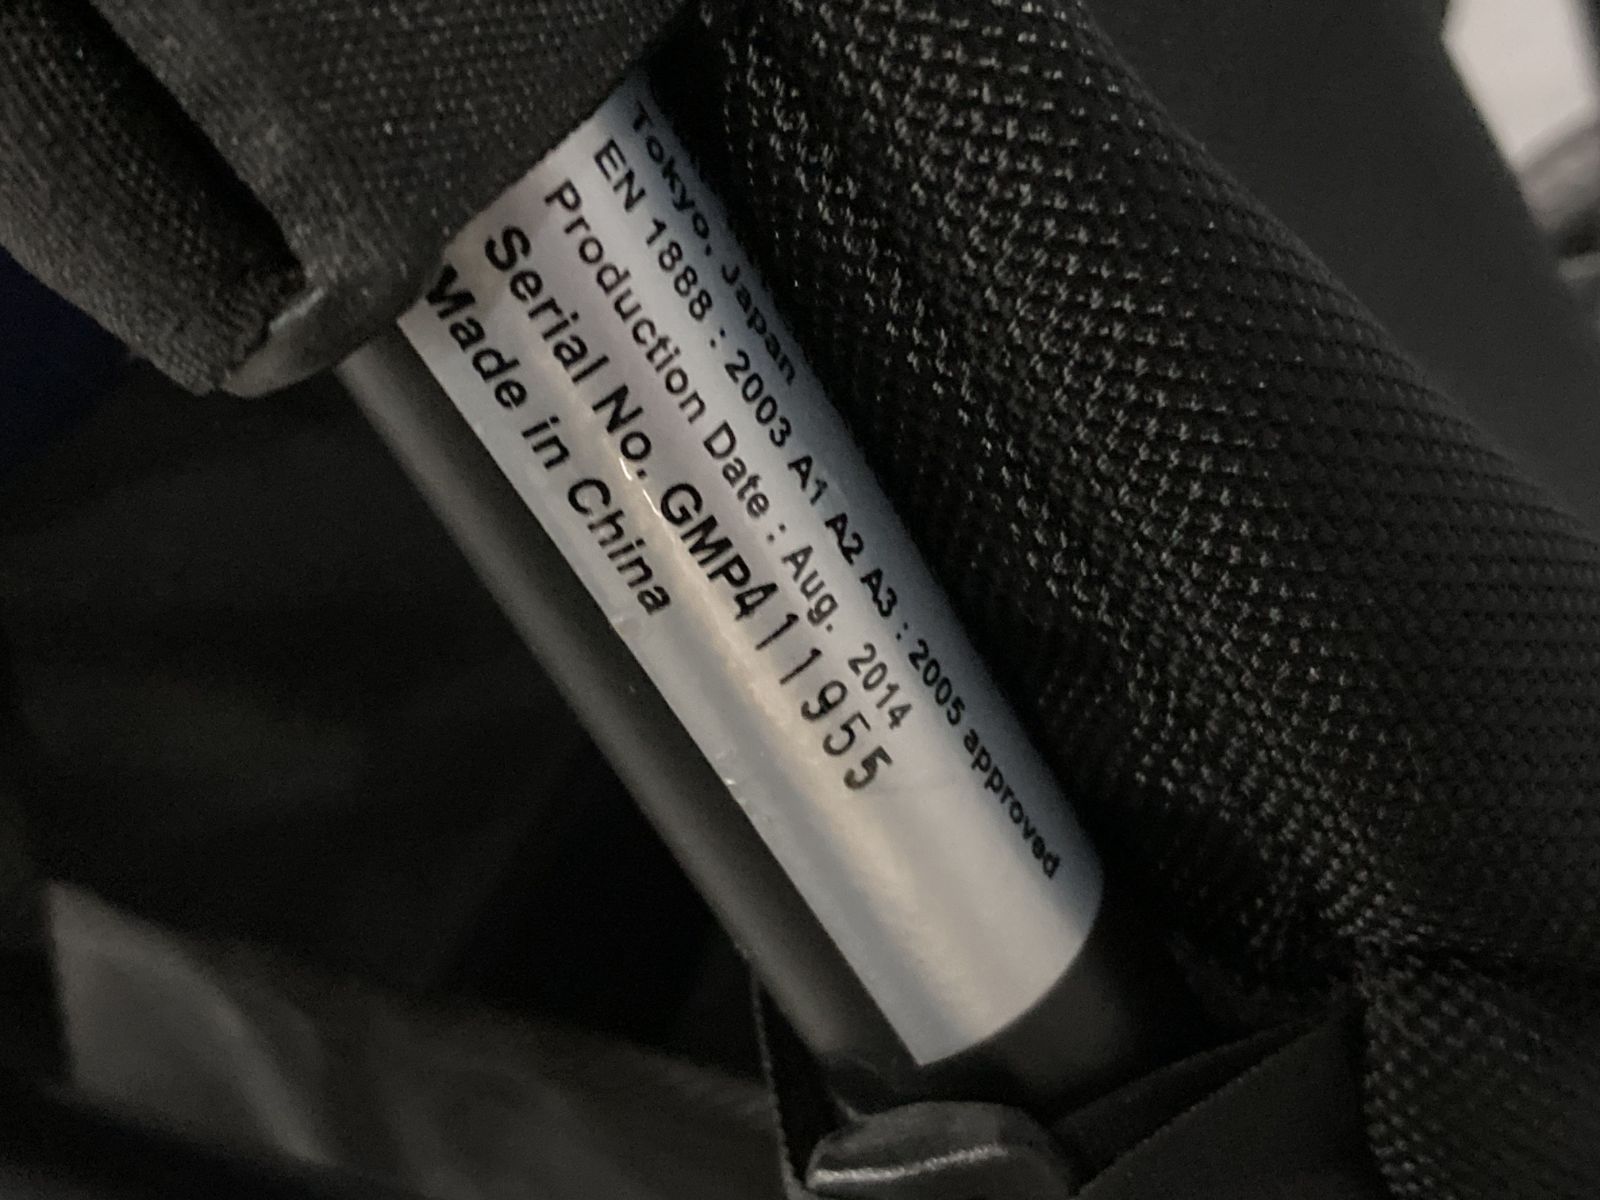 Tokyo, Japan
EN 1888 : 2003 A1 A2 A3 : 2005 approved
Production Date : Aug. 2014
Serial No. GMP411955
Made in China